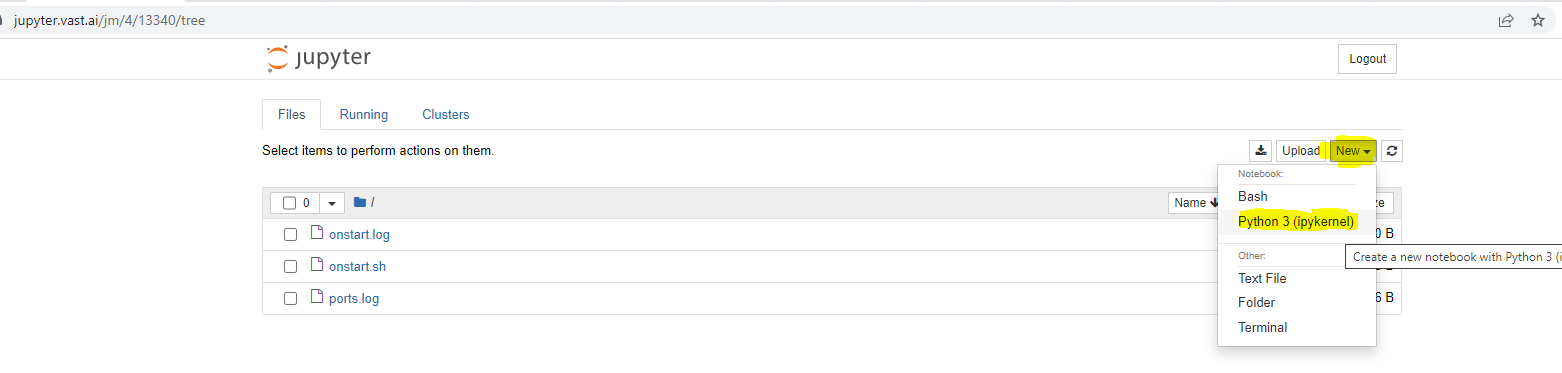 jupyter.vast.ai/jm/4/13340/tree
jupyter
Logout
Files Running Clusters
Select items to perform actions on them.
Upload New
Notebook:
Bash
Python 3 (ipykernel)
Create a new notebook with Python 3 (i
Other:
Text File
Folder
Terminal
0 / Name
onstart.log 0 B
onstart.sh
ports.log 6 B